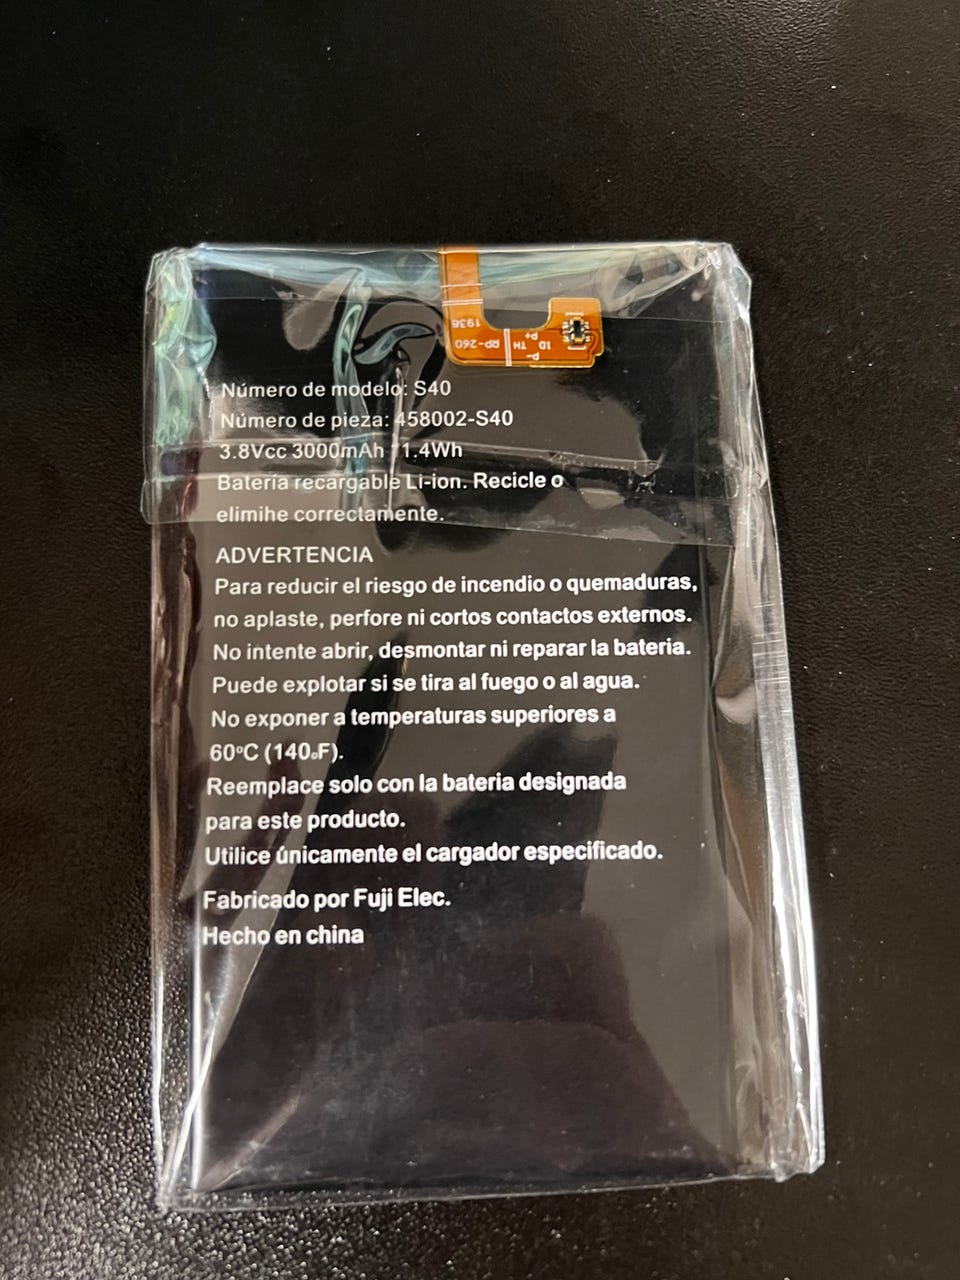 1938
RP-260
TH
ID
P+
P-
Número de modelo: S40
Número de pieza: 458002-S40
3.8Vcc 3000mAh 11.4Wh
Batería recargable Li-ion. Recicle o
elimihe correctamente.
ADVERTENCIA
Para reducir el riesgo de incendio o quemaduras,
no aplaste, perfore ni cortos contactos externos.
No intente abrir, desmontar ni reparar la bateria.
Puede explotar si se tira al fuego o al agua.
No exponer a temperaturas superiores a
60ºC (140ₒF).
Reemplace solo con la bateria designada
para este producto.
Utilice únicamente el cargador especificado.
Fabricado por Fuji Elec.
Hecho en china